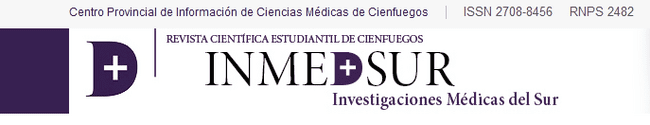 Centro Provincial de Información de Ciencias Médicas de Cienfuegos | ISSN 2708-8456 RNPS 2482
REVISTA CIENTÍFICA ESTUDIANTIL DE CIENFUEGOS
INMEDSUR
Investigaciones Médicas del Sur